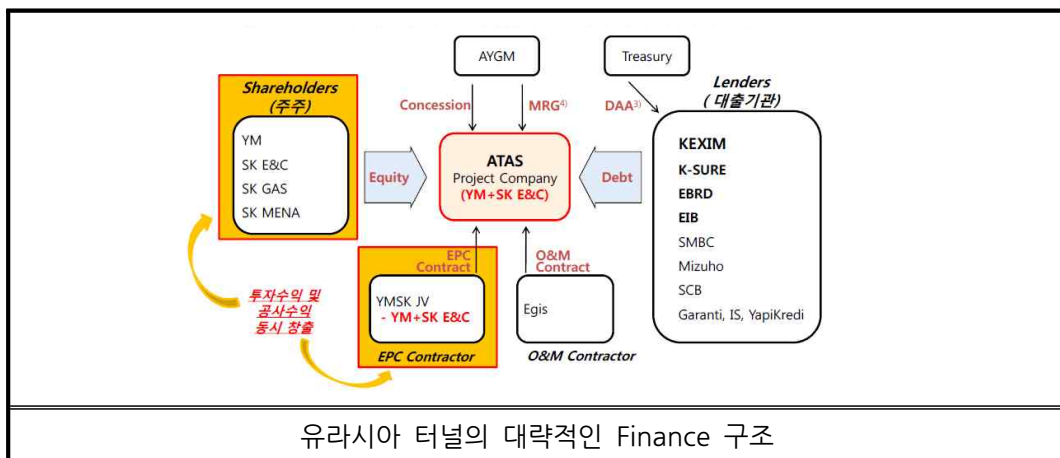 AYGM
Treasury
Shareholders
(주주)
YM
SK E&C
SK GAS
SK MENA
Concession
MRG4)
DAA3)
Lenders
( 대출기관)
KEXIM
K-SURE
EBRD
EIB
SMBC
Mizuho
SCB
Garanti, IS, YapiKredi
Equity
ATAS
Project Company
(YM+SK E&C)
Debt
EPC
Contract
O&M
Contract
YMSK JV
- YM+SK E&C
EPC Contractor
Egis
O&M Contractor
투자수익 및
공사수익
동시 창출
유라시아 터널의 대략적인 Finance 구조